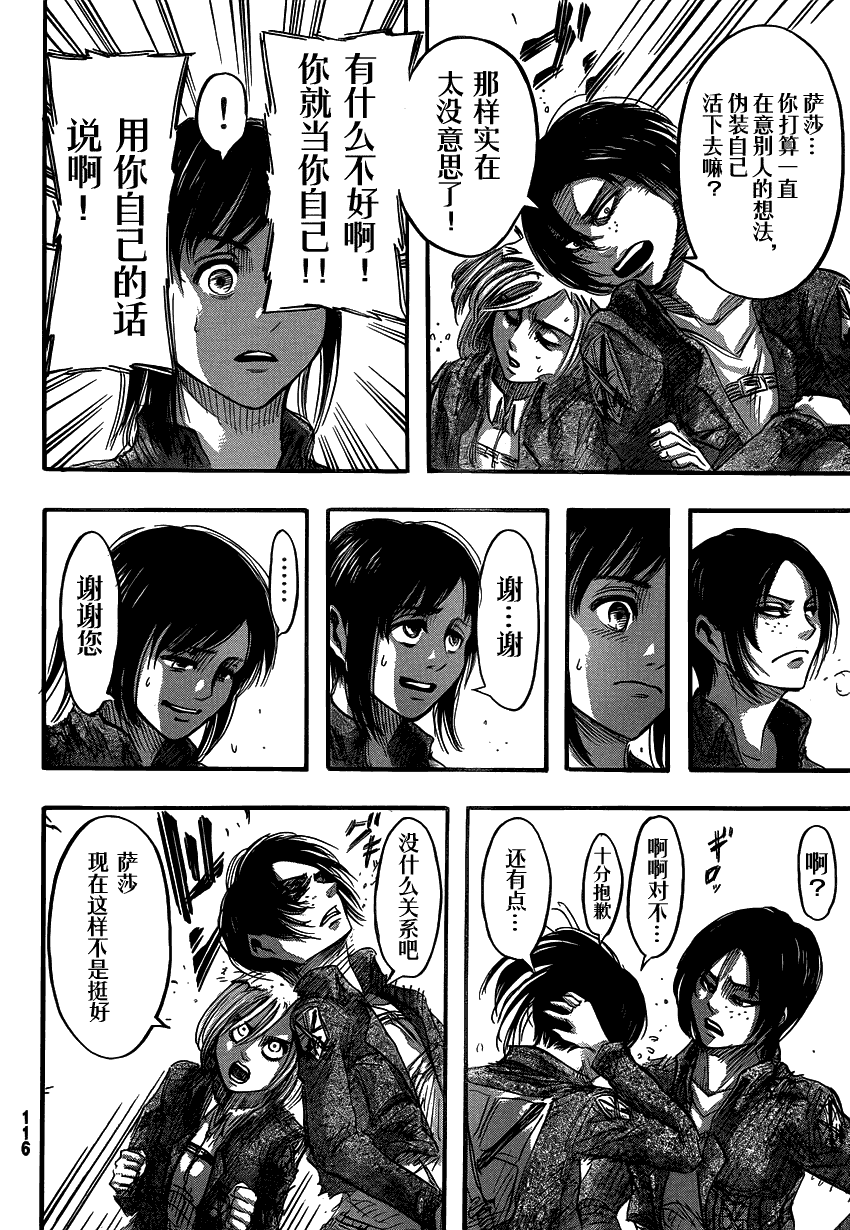 萨莎…
你打算一直
在意别人的想法，
伪装自己
活下去嘛？
那样实在
太没意思了！
有什么不好啊！
你就当你自己!!
！
用你自己的话
说啊！
谢…谢
……
谢谢您
啊？
ギロ
啊啊对不…
十分抱歉
还有点…
没什么关系吧
萨莎
现在这样不是挺好
116